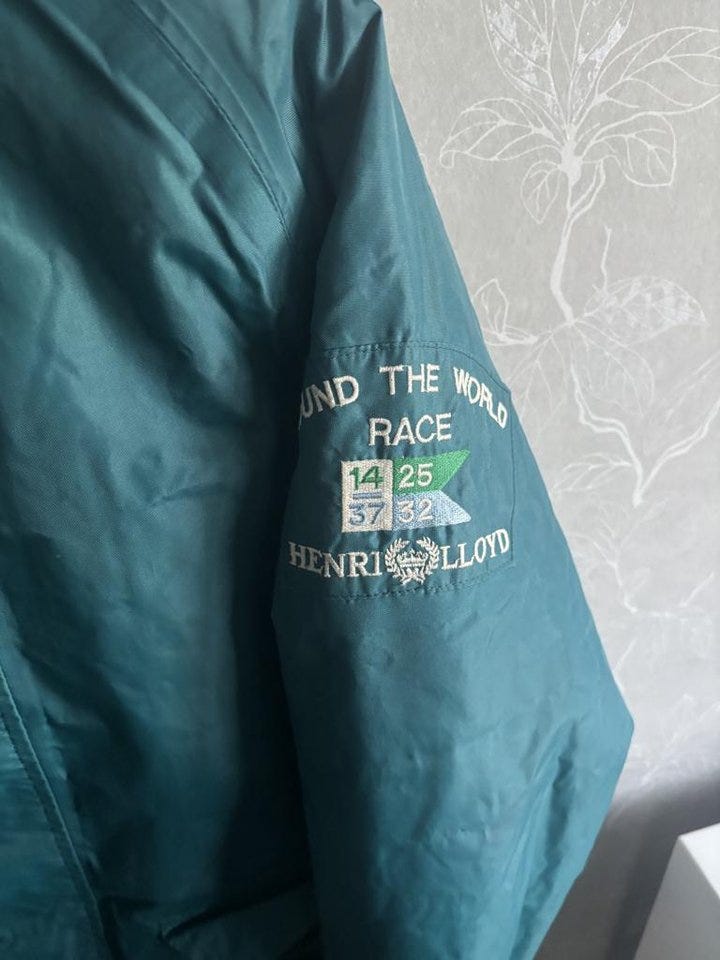 UND THE WORLD
RACE
14 25
37 32
HENRI LLOYD